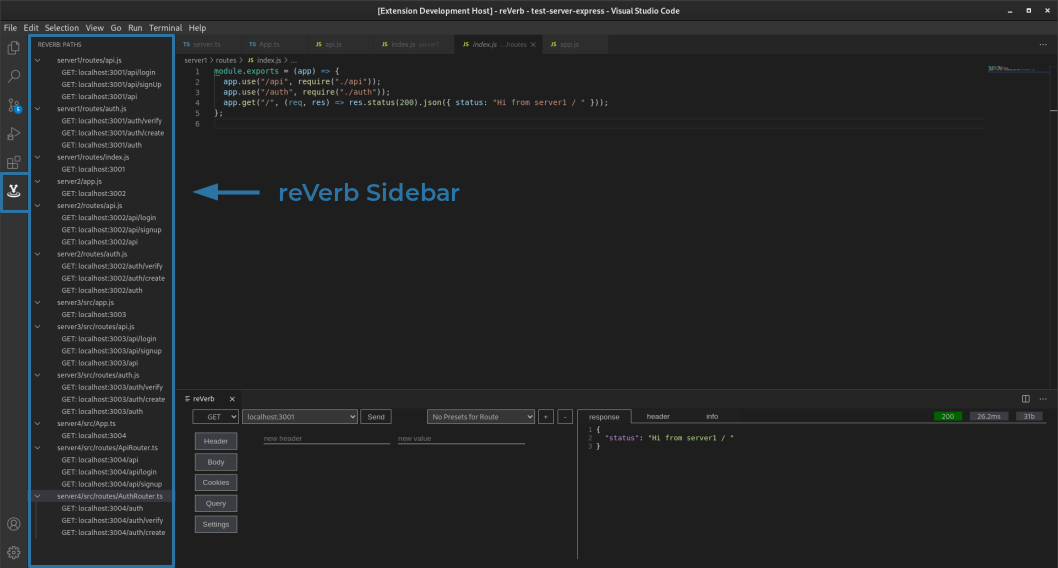 [Extension Development Host] - reVerb - test-server-express - Visual Studio Code
File Edit Selection View Go Run Terminal Help
REVERB: PATHS
server1/routes/api.js
GET: localhost:3001/api/login
GET: localhost:3001/api/signUp
GET: localhost:3001/api
server1/routes/auth.js
GET: localhost:3001/auth/verify
GET: localhost:3001/auth/create
GET: localhost:3001/auth
server1/routes/index.js
GET: localhost:3001
server2/app.js
GET: localhost:3002
server2/routes/api.js
GET: localhost:3002/api/login
GET: localhost:3002/api/signup
GET: localhost:3002/api
server2/routes/auth.js
GET: localhost:3002/auth/verify
GET: localhost:3002/auth/create
GET: localhost:3002/auth
server3/src/app.js
GET: localhost:3003
server3/src/routes/api.js
GET: localhost:3003/api/login
GET: localhost:3003/api/signup
GET: localhost:3003/api
server3/src/routes/auth.js
GET: localhost:3003/auth/verify
GET: localhost:3003/auth/create
GET: localhost:3003/auth
server4/src/App.ts
GET: localhost:3004
server4/src/routes/ApiRouter.ts
GET: localhost:3004/api
GET: localhost:3004/api/login
GET: localhost:3004/api/signup
server4/src/routes/AuthRouter.ts
GET: localhost:3004/auth
GET: localhost:3004/auth/verify
GET: localhost:3004/auth/create
5
TS server.ts TS App.ts JS api.js JS index.js server1 JS index.js .../routes × JS app.js
server1 > routes > JS index.js > ...
1 module.exports = (app) => {
2 app.use("/api", require("./api"));
3 app.use("/auth", require("./auth"));
4 app.get("/", (req, res) => res.status(200).json({ status: "Hi from server1 / " }));
5 };
6
reVerb Sidebar
reVerb ×
GET localhost:3001 Send No Presets for Route + -
Header new header new value
Body
Cookies
Query
Settings
response header info 200 26.2ms 31b
1 {
2 "status": "Hi from server1 / "
3 }